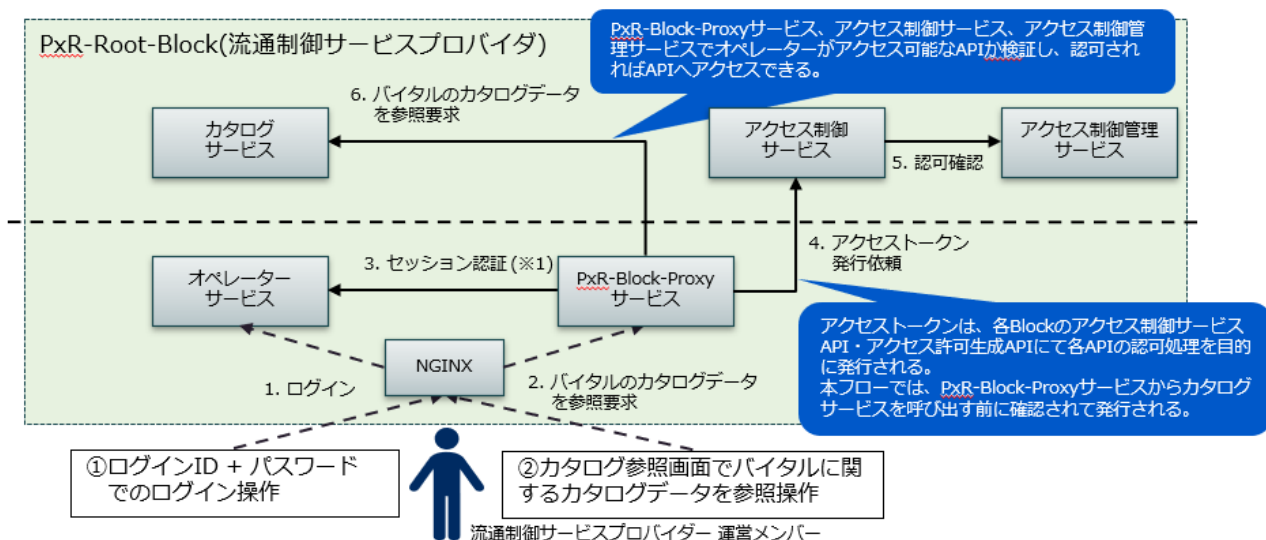 PxR-Root-Block(流通制御サービスプロバイダ)
PxR-Block-Proxyサービス、アクセス制御サービス、アクセス制御管
理サービスでオペレーターがアクセス可能なAPIか検証し、認可され
ればAPIへアクセスできる。
6. バイタルのカタログデータ
を参照要求
カタログ
サービス
アクセス制御
サービス
アクセス制御管理
サービス
5. 認可確認
4. アクセストークン
発行依頼
オペレーター
サービス
3. セッション認証(※1)
PxR-Block-Proxy
サービス
アクセストークンは、各Blockのアクセス制御サービス
API・アクセス許可生成APIにて各APIの認可処理を目的
に発行される。
本フローでは、PxR-Block-Proxyサービスからカタログ
サービスを呼び出す前に確認されて発行される。
NGINX
1. ログイン
2. バイタルのカタログデータ
を参照要求
①ログインID + パスワード
でのログイン操作
②カタログ参照画面でバイタルに関
するカタログデータを参照操作
流通制御サービスプロバイダー 運営メンバー